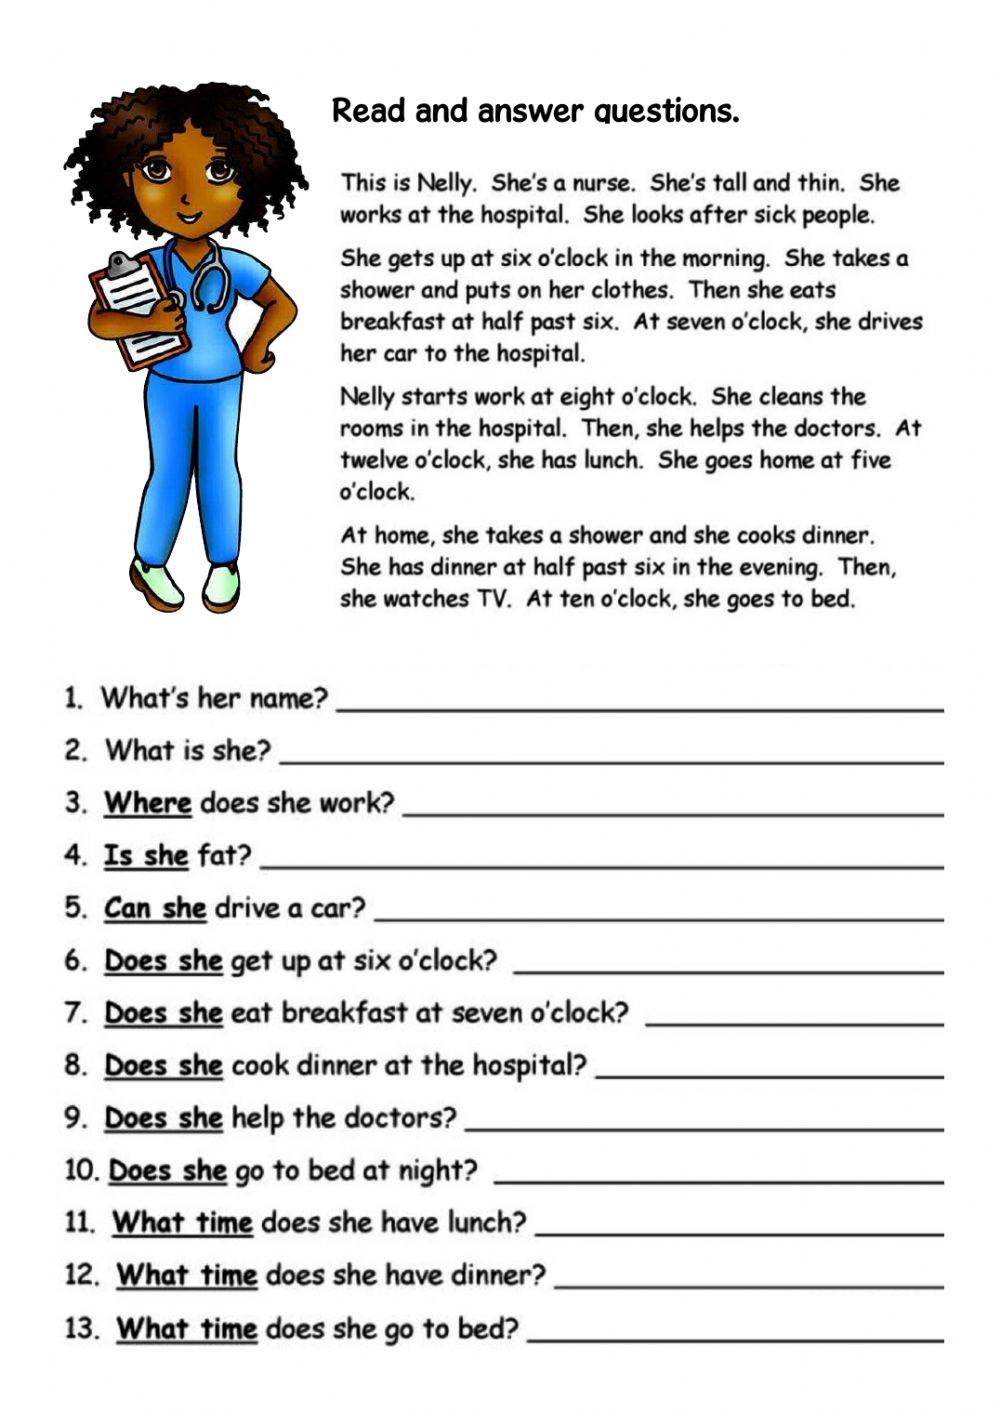 Read and answer questions.
This is Nelly. She's a nurse. She's tall and thin. She
works at the hospital. She looks after sick people.
She gets up at six o'clock in the morning. She takes a
shower and puts on her clothes. Then she eats
breakfast at half past six. At seven o'clock, she drives
her car to the hospital.
Nelly starts work at eight o'clock. She cleans the
rooms in the hospital. Then, she helps the doctors. At
twelve o'clock, she has lunch. She goes home at five
o'clock.
At home, she takes a shower and she cooks dinner.
She has dinner at half past six in the evening. Then,
she watches TV. At ten o'clock, she goes to bed.
1. What's her name?
2. What is she?
3. Where does she work?
4. Is she fat?
5. Can she drive a car?
6. Does she get up at six o'clock?
7. Does she eat breakfast at seven o'clock?
8. Does she cook dinner at the hospital?
9. Does she help the doctors?
10. Does she go to bed at night?
11. What time does she have lunch?
12. What time does she have dinner?
13. What time does she go to bed?